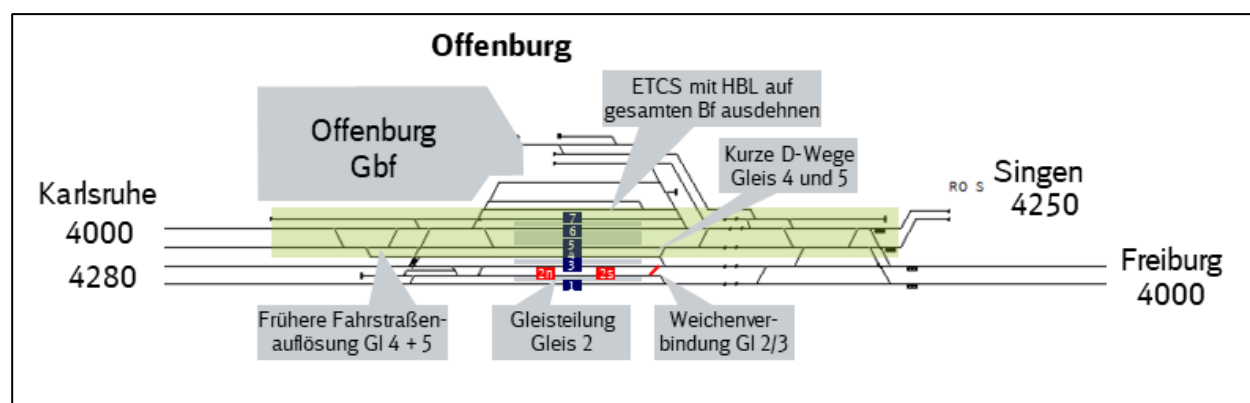 Offenburg
ETCS mit HBL auf
gesamten Bf ausdehnen
Offenburg
Gbf
Kurze D-Wege
Gleis 4 und 5
Karlsruhe
4000
4280
RO S
Singen
4250
7
6
5
4
3
2n
2s
1
Freiburg
4000
Frühere Fahrstraßen-
auflösung Gl 4 + 5
Gleisteilung
Gleis 2
Weichenver-
bindung Gl 2/3